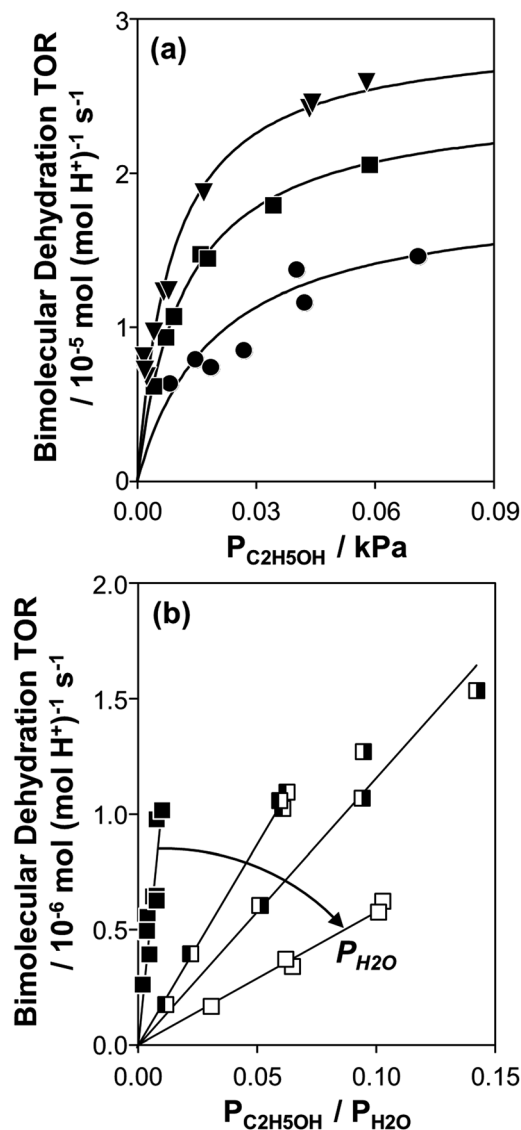 (a)
Bimolecular Dehydration TOR
/ 10⁻⁵ mol (mol H⁺)⁻¹ s⁻¹
3
2
1
0
0.00 0.03 0.06 0.09
P_C2H5OH / kPa
(b)
Bimolecular Dehydration TOR
/ 10⁻⁶ mol (mol H⁺)⁻¹ s⁻¹
2.0
1.5
1.0
0.5
0.0
P_H2O
0.00 0.05 0.10 0.15
P_C2H5OH / P_H2O